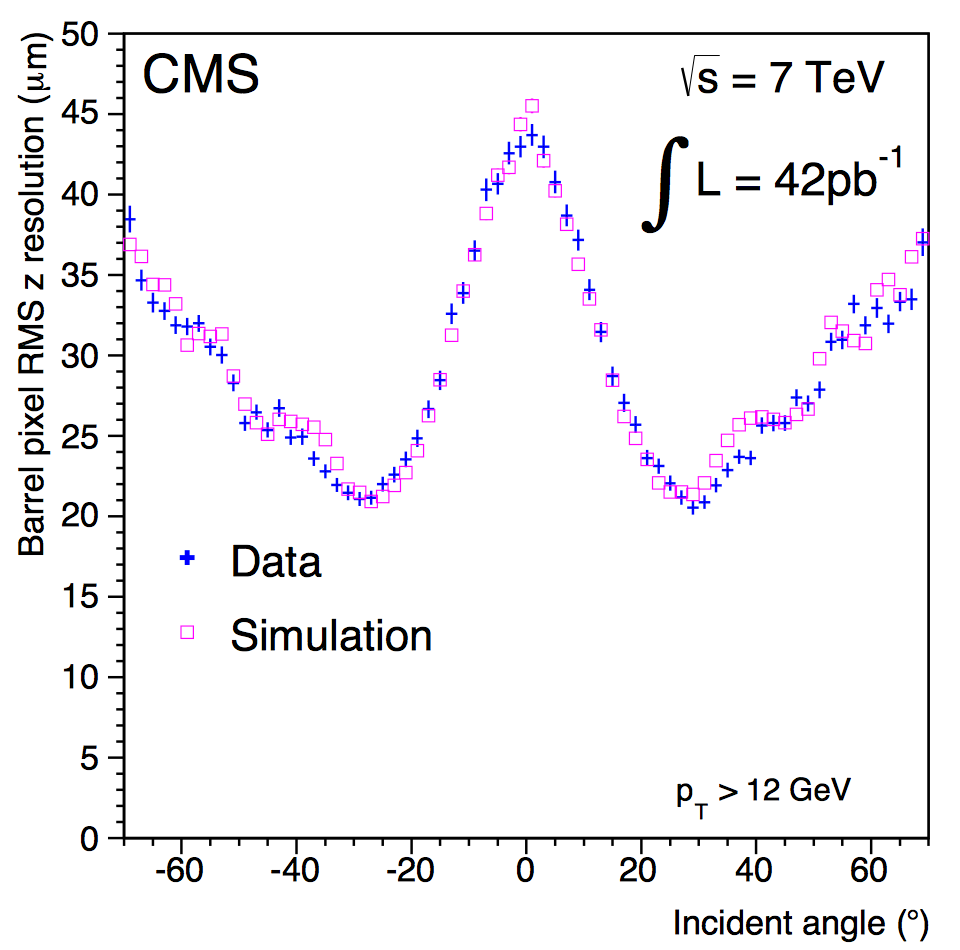 CMS
√s = 7 TeV
∫ L = 42pb⁻¹
Barrel pixel RMS z resolution (μm)
50
45
40
35
30
25
20
15
10
5
0
Data
Simulation
p_T > 12 GeV
-60 -40 -20 0 20 40 60
Incident angle (°)